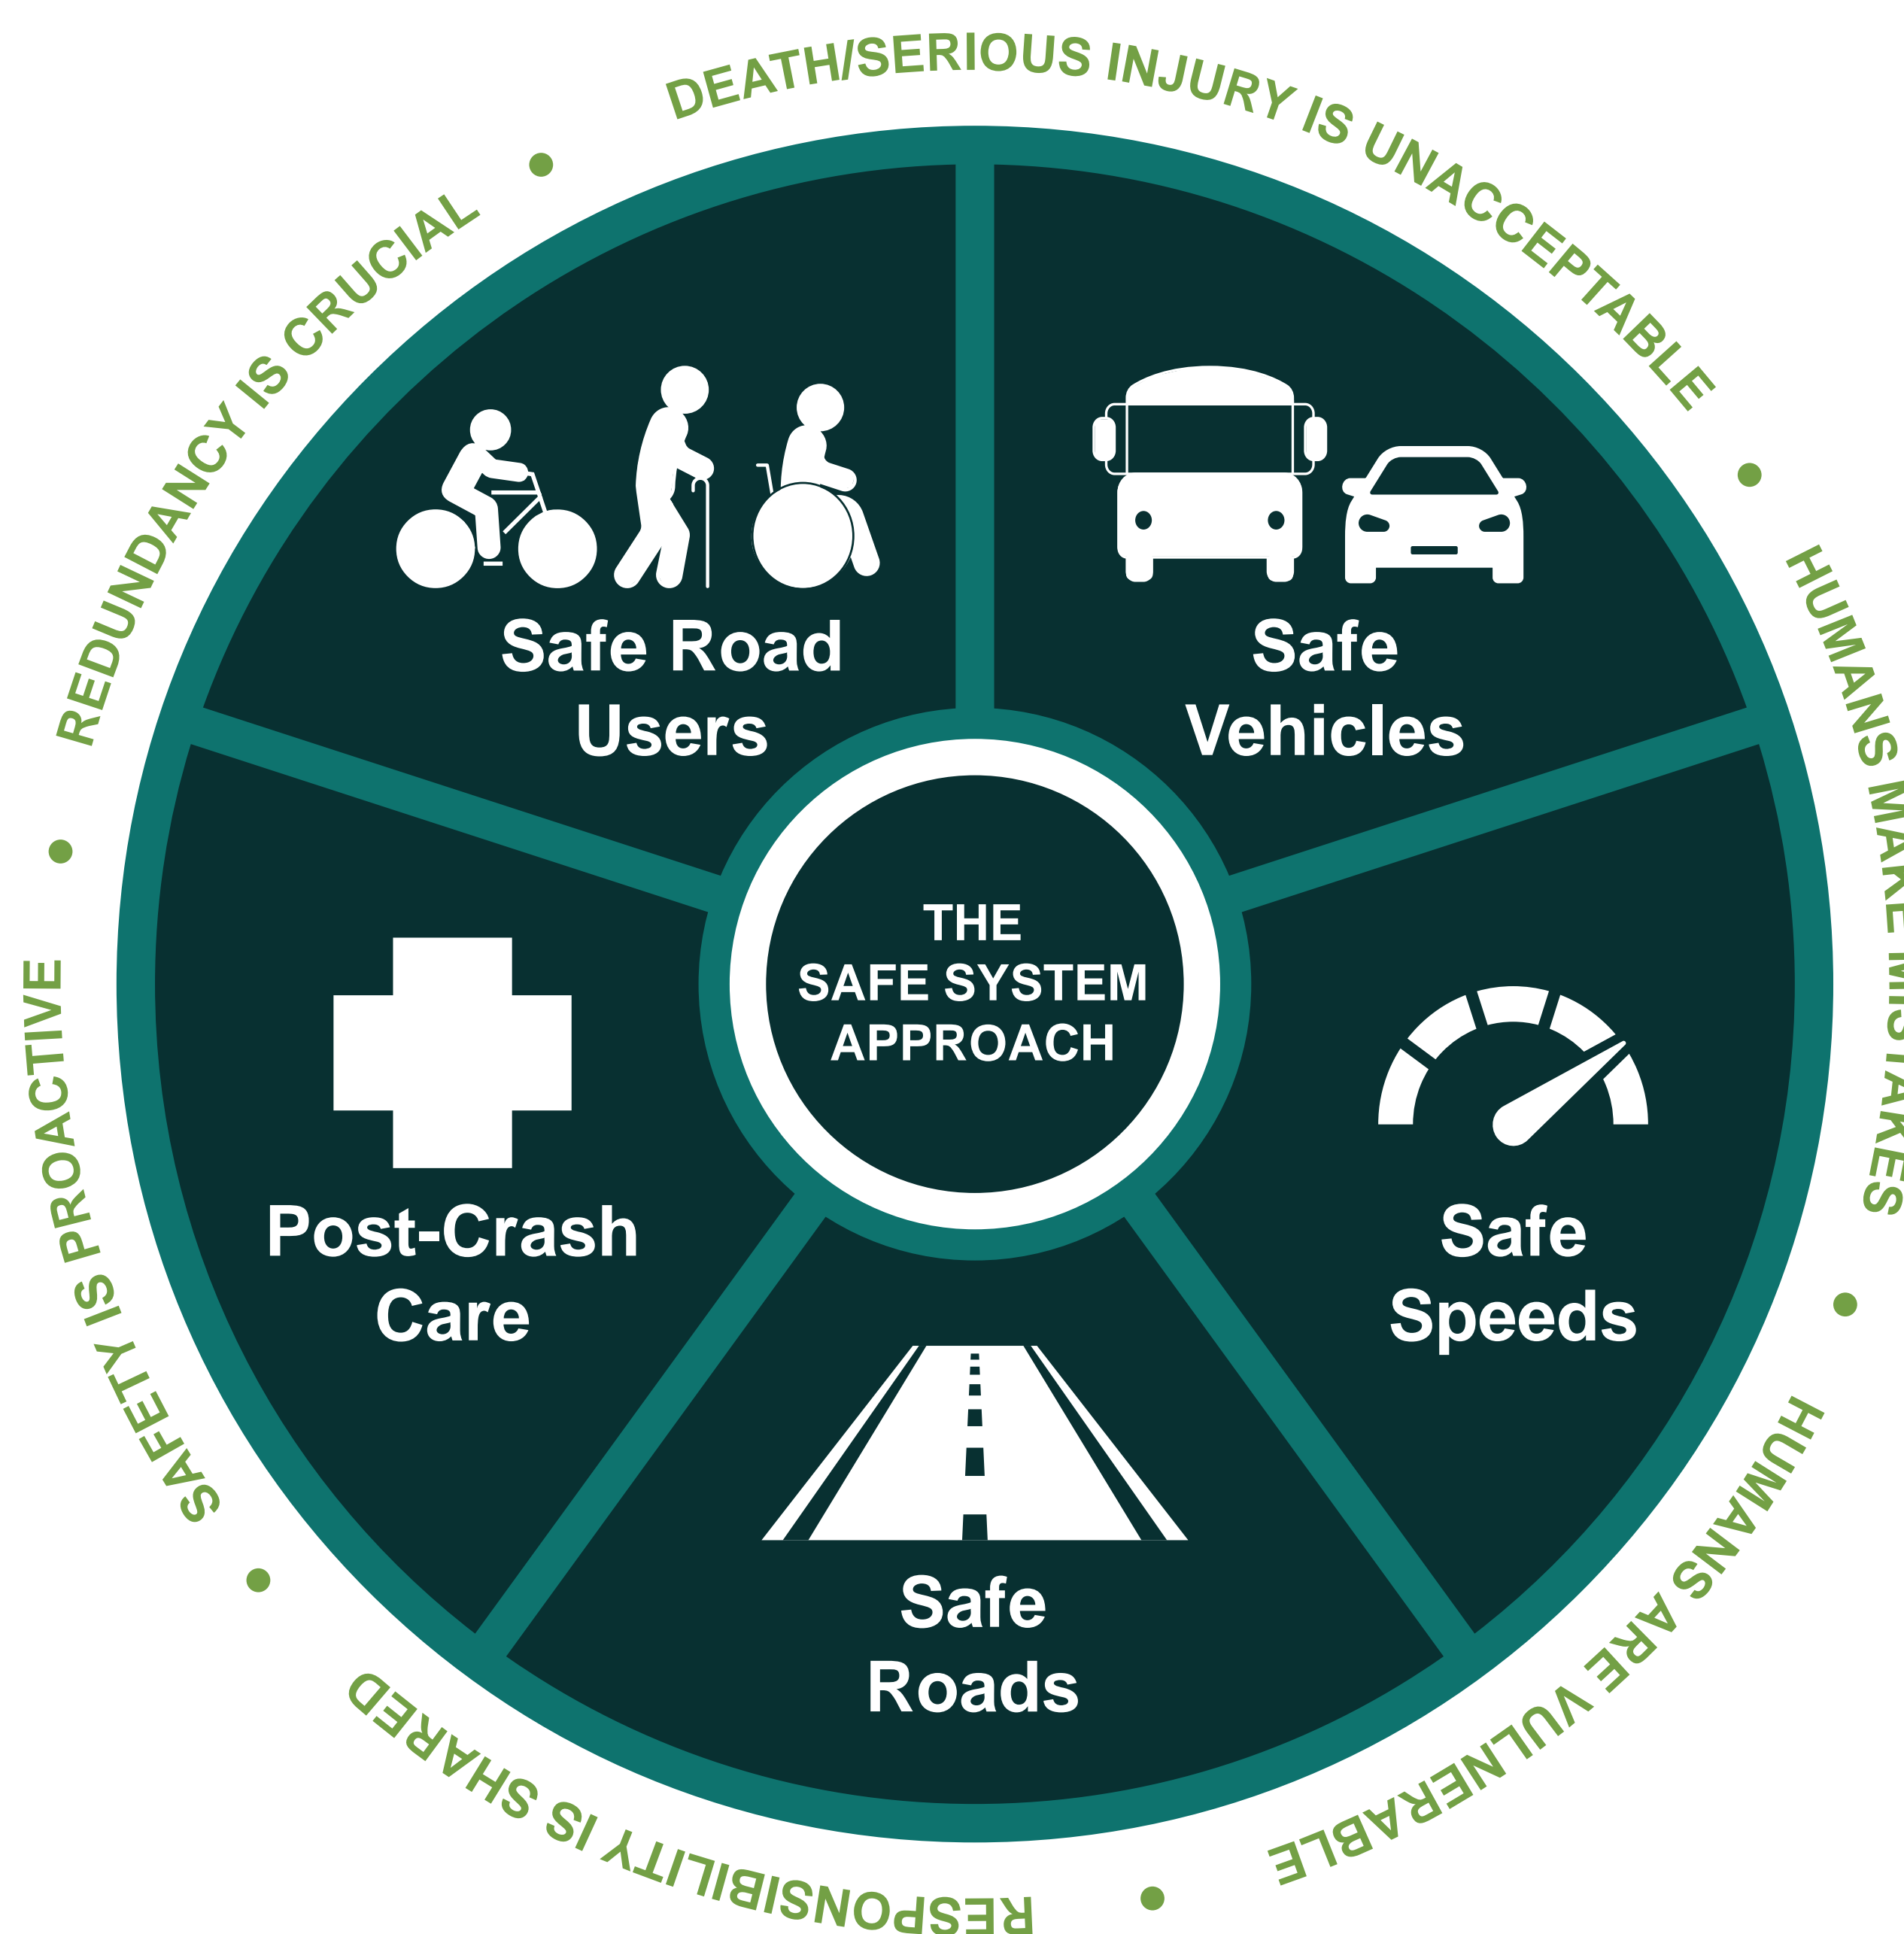 DEATH/SERIOUS INJURY IS UNACCEPTABLE
HUMANS MAKE MISTAKES
HUMANS ARE VULNERABLE
RESPONSIBILITY IS SHARED
SAFETY IS PROACTIVE
REDUNDANCY IS CRUCIAL
Safe Road
Users
Safe
Vehicles
THE
SAFE SYSTEM
APPROACH
Post-Crash
Care
Safe
Speeds
Safe
Roads